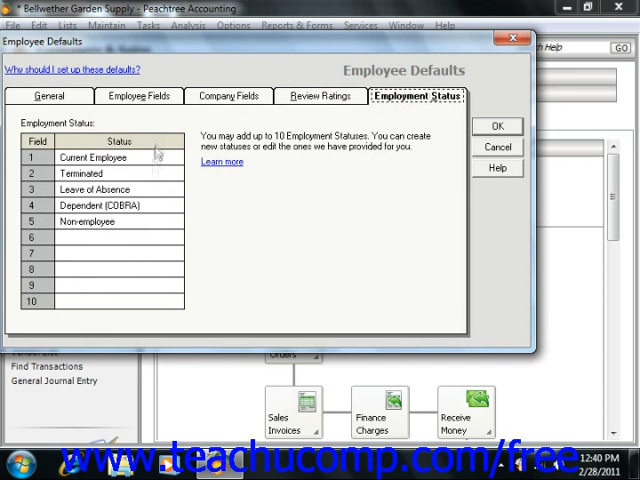 * Bellwether Garden Supply - Peachtree Accounting
File Edit Lists Maintain Tasks Analysis Options Reports & Forms Services Window Help
Employee Defaults
Help
GO
Why should I set up these defaults?
Employee Defaults
General Employee Fields Company Fields Review Ratings Employment Status
Employment Status:
Field Status
1 Current Employee
2 Terminated
3 Leave of Absence
4 Dependent (COBRA)
5 Non-employee
6
7
8
9
10
You may add up to 10 Employment Statuses. You can create
new statuses or edit the ones we have provided for you.
Learn more
OK
Cancel
Help
Find Transactions
General Journal Entry
Orders
Sales
Invoices
Finance
Charges
Receive
Money
www.teachucomp.com/free
12:40 PM
2/28/2011